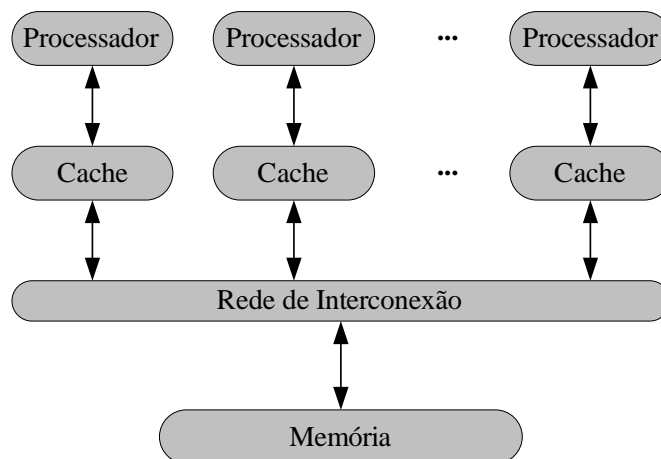 Processador Processador ... Processador
Cache Cache ... Cache
Rede de Interconexão
Memória